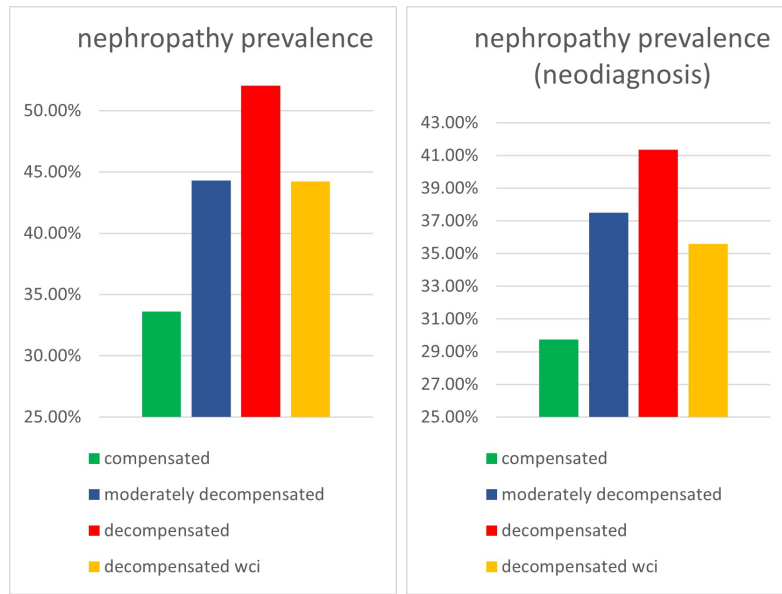 nephropathy prevalence
50.00%
45.00%
40.00%
35.00%
30.00%
25.00%
compensated
moderately decompensated
decompensated
decompensated wci
nephropathy prevalence
(neodiagnosis)
43.00%
41.00%
39.00%
37.00%
35.00%
33.00%
31.00%
29.00%
27.00%
25.00%
compensated
moderately decompensated
decompensated
decompensated wci